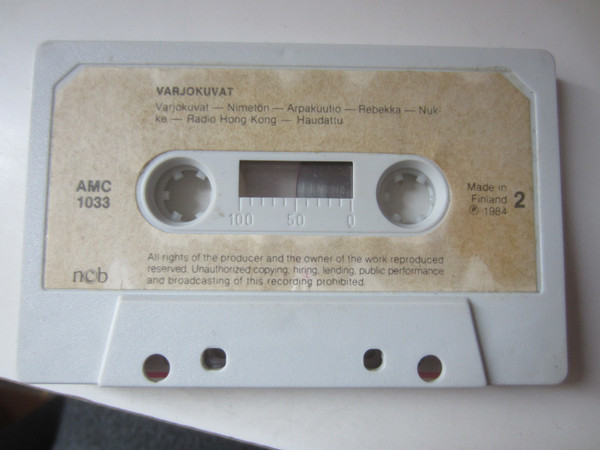 VARJOKUVAT
Varjokuvat — Nimetön — Arpakuutio — Rebekka — Nuk-
ke — Radio Hong Kong — Haudattu
AMC
1033
100 50 0
Made in
Finland
℗ 1984
2
All rights of the producer and the owner of the work reproduced
reserved. Unauthorized copying, hiring, lending, public performance
and broadcasting of this recording prohibited.
ncb